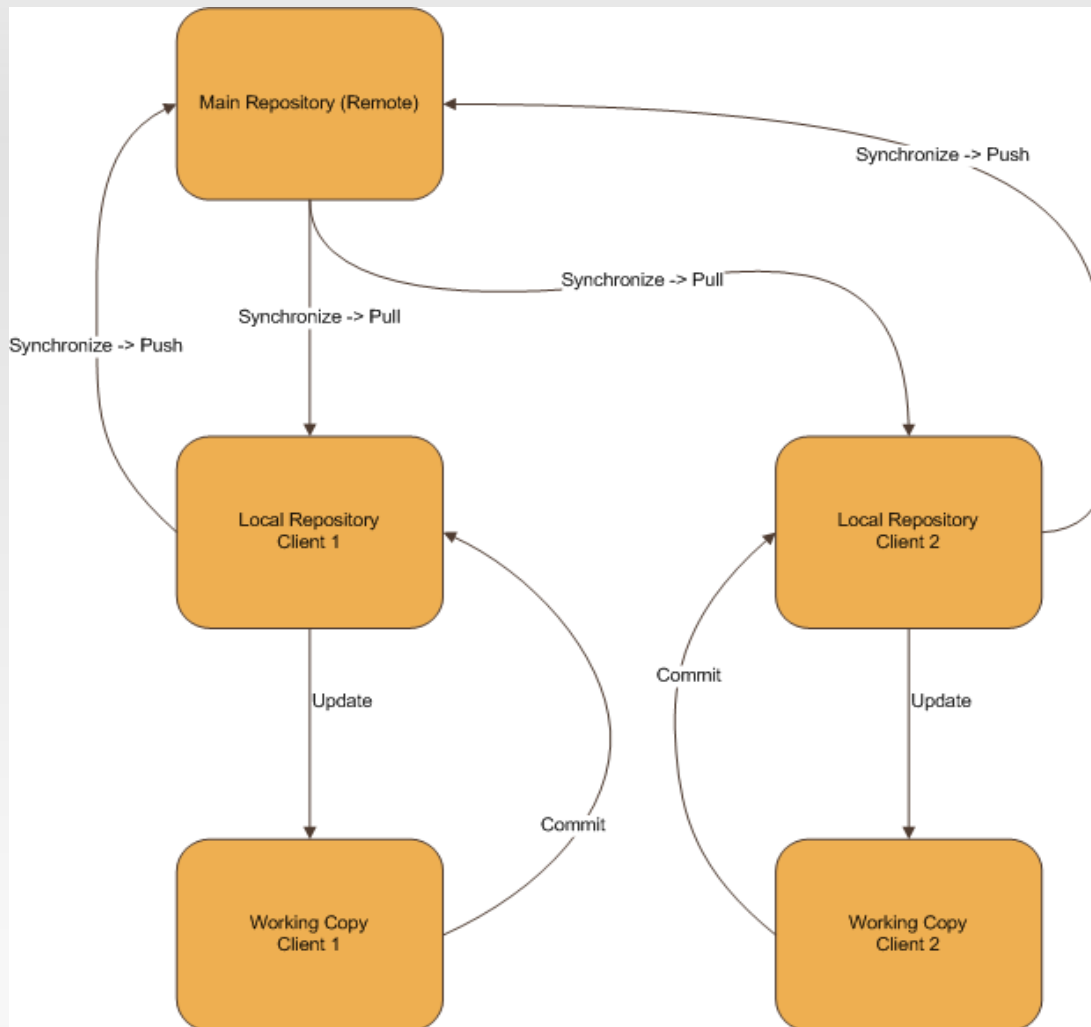 Main Repository (Remote)
Synchronize -> Push
Synchronize -> Pull
Synchronize -> Pull
Synchronize -> Push
Local Repository
Client 1
Local Repository
Client 2
Commit
Update
Update
Commit
Working Copy
Client 1
Working Copy
Client 2